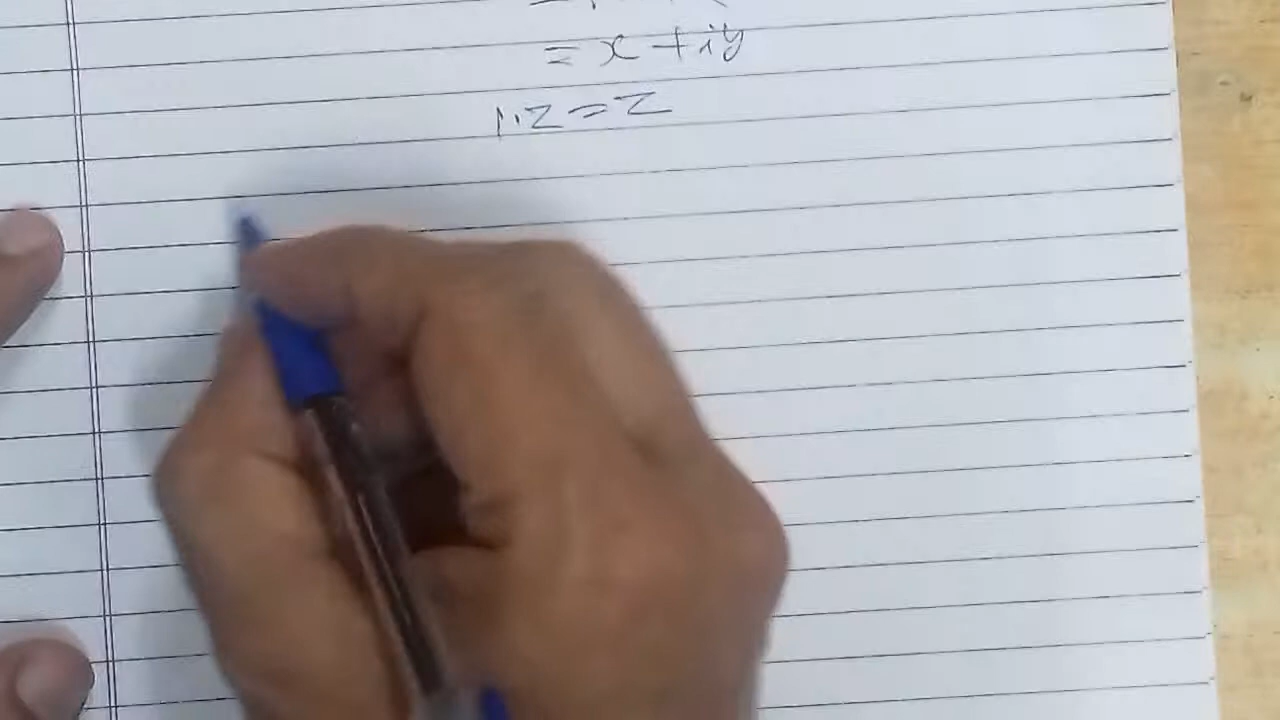 = x + iy
1.z = z